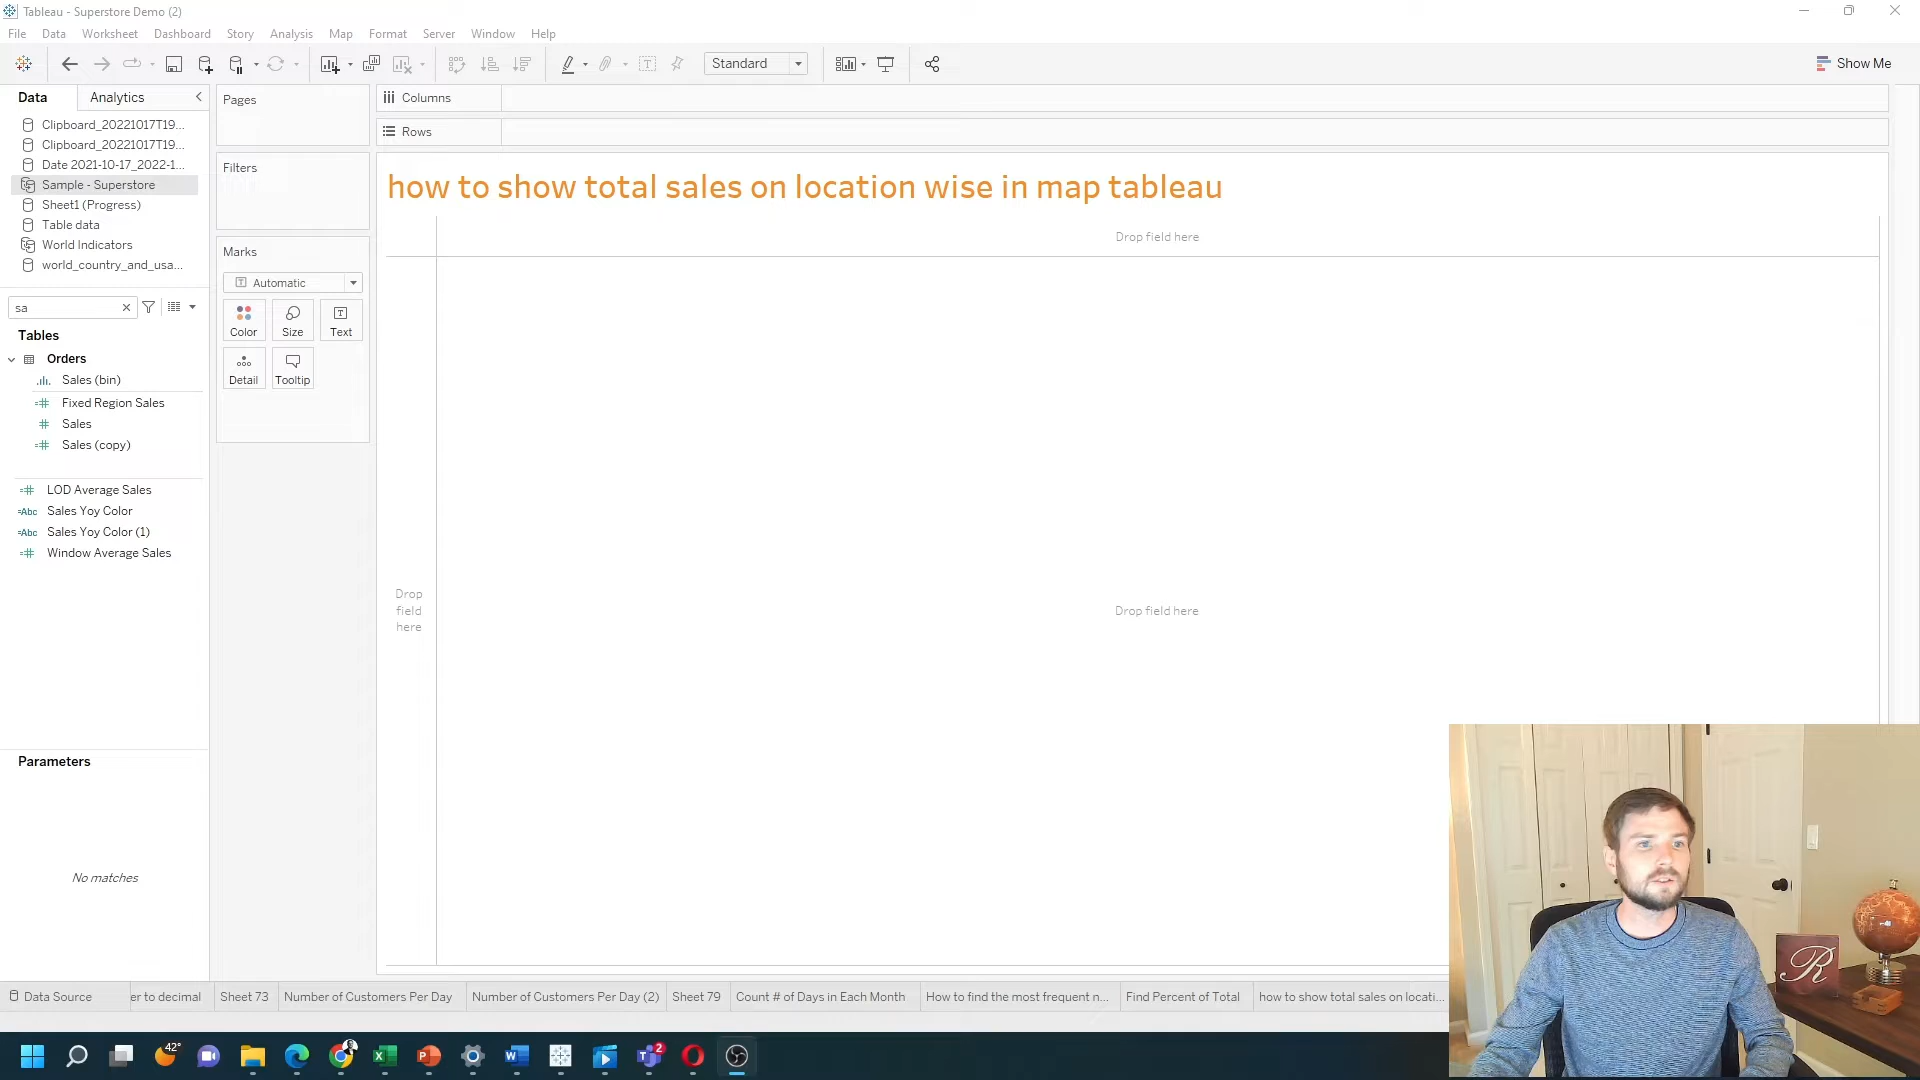 Tableau - Superstore Demo (2)
File Data Worksheet Dashboard Story Analysis Map Format Server Window Help
Standard
Show Me
Data Analytics
Pages
Columns
Rows
Clipboard_20221017T19...
Clipboard_20221017T19...
Date 2021-10-17_2022-1...
Sample - Superstore
Sheet1 (Progress)
Table data
World Indicators
world_country_and_usa...
Filters
how to show total sales on location wise in map tableau
Drop field here
Marks
Automatic
Color Size Text
Detail Tooltip
sa
Tables
Orders
Sales (bin)
Fixed Region Sales
Sales
Sales (copy)
LOD Average Sales
=Abc Sales Yoy Color
=Abc Sales Yoy Color (1)
Window Average Sales
Drop
field
here
Drop field here
Parameters
No matches
R
Data Source er to decimal Sheet 73 Number of Customers Per Day Number of Customers Per Day (2) Sheet 79 Count # of Days in Each Month How to find the most frequent n... Find Percent of Total how to show total sales on locati...
42°
2